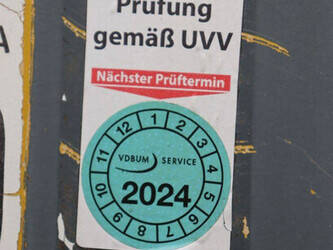 Prüfung
gemäß UVV
Nächster Prüftermin
12 1 2 3 4 5 6 7 8 9 10 11
VDBUM SERVICE
2024
A